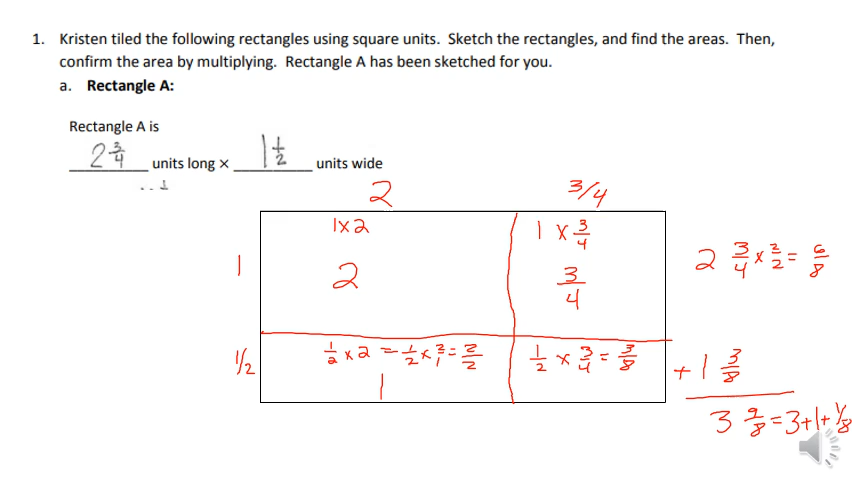 1. Kristen tiled the following rectangles using square units. Sketch the rectangles, and find the areas. Then,
confirm the area by multiplying. Rectangle A has been sketched for you.
a. Rectangle A:
Rectangle A is
2 3/4 units long × 1 1/2 units wide
2 3/4
1x2 1 x 3/4
1 2 3/4 2 3/4 x 2/2 = 6/8
1/2 1/2 x 2 = 1/2 x 2/1 = 2/2 1/2 x 3/4 = 3/8 + 1 3/8
1
3 9/8 = 3+1+1/8